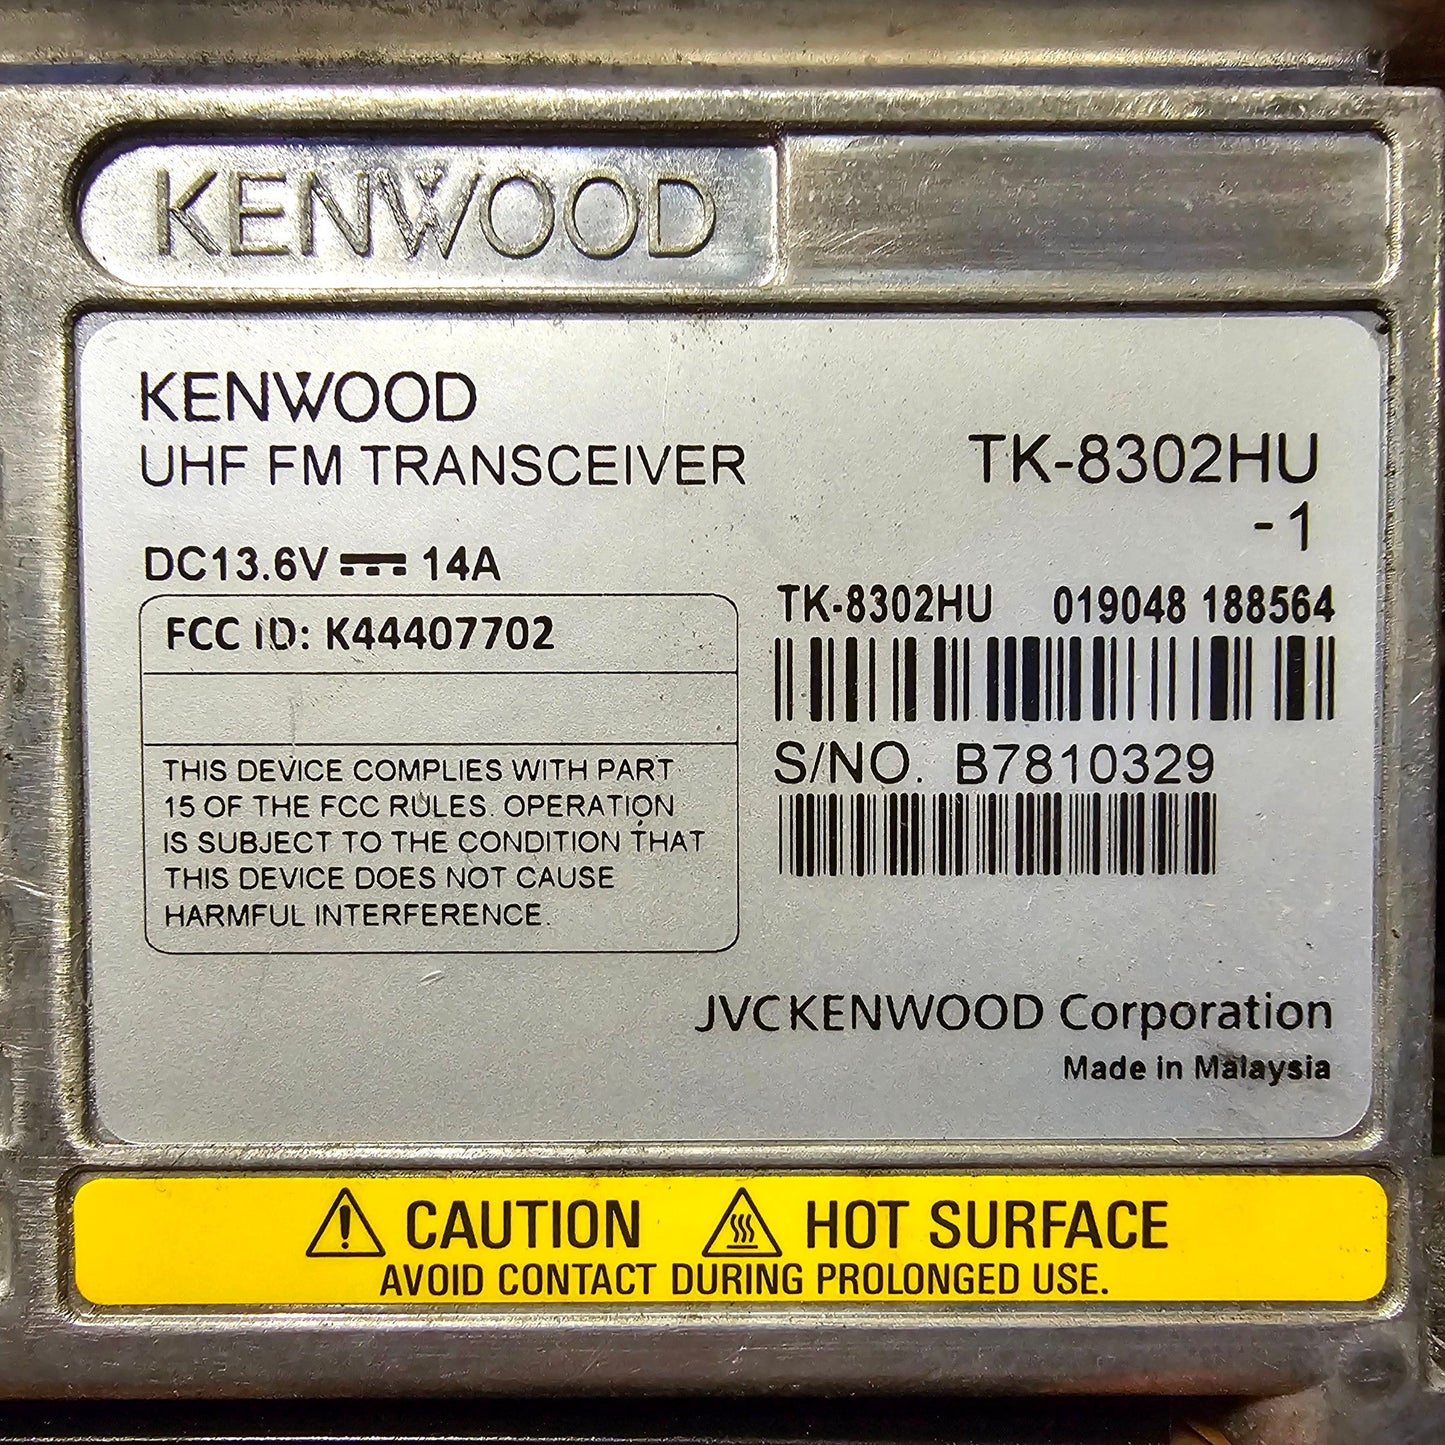 KENWOOD
KENWOOD
UHF FM TRANSCEIVER
TK-8302HU
-1
DC13.6V 14A
FCC ID: K44407702
THIS DEVICE COMPLIES WITH PART
15 OF THE FCC RULES. OPERATION
IS SUBJECT TO THE CONDITION THAT
THIS DEVICE DOES NOT CAUSE
HARMFUL INTERFERENCE.
TK-8302HU 019048 188564
S/NO. B7810329
JVCKENWOOD Corporation
Made in Malaysia
CAUTION HOT SURFACE
AVOID CONTACT DURING PROLONGED USE.